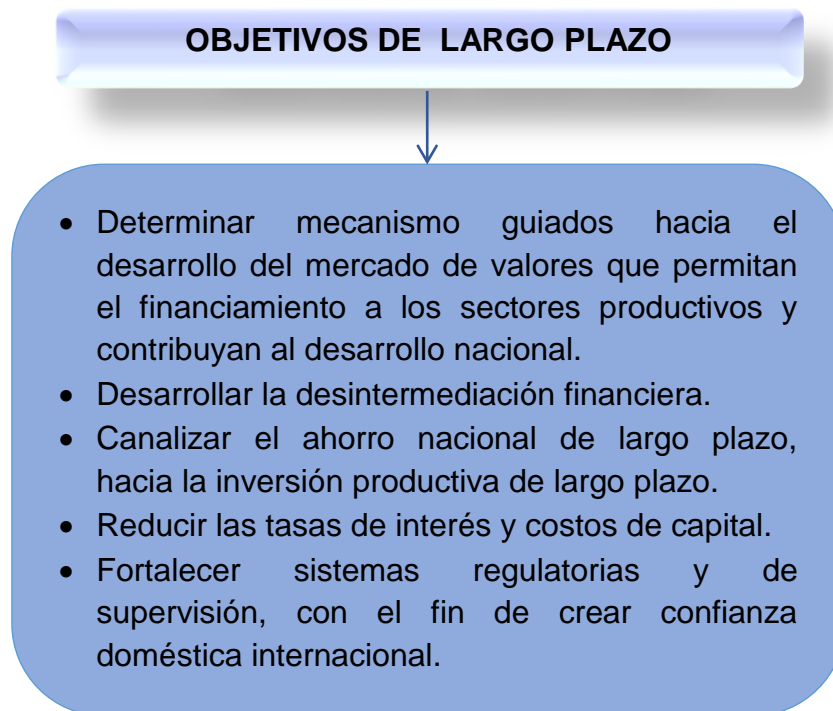 OBJETIVOS DE LARGO PLAZO
• Determinar mecanismo guiados hacia el
desarrollo del mercado de valores que permitan
el financiamiento a los sectores productivos y
contribuyan al desarrollo nacional.
• Desarrollar la desintermediación financiera.
• Canalizar el ahorro nacional de largo plazo,
hacia la inversión productiva de largo plazo.
• Reducir las tasas de interés y costos de capital.
• Fortalecer sistemas regulatorias y de
supervisión, con el fin de crear confianza
doméstica internacional.